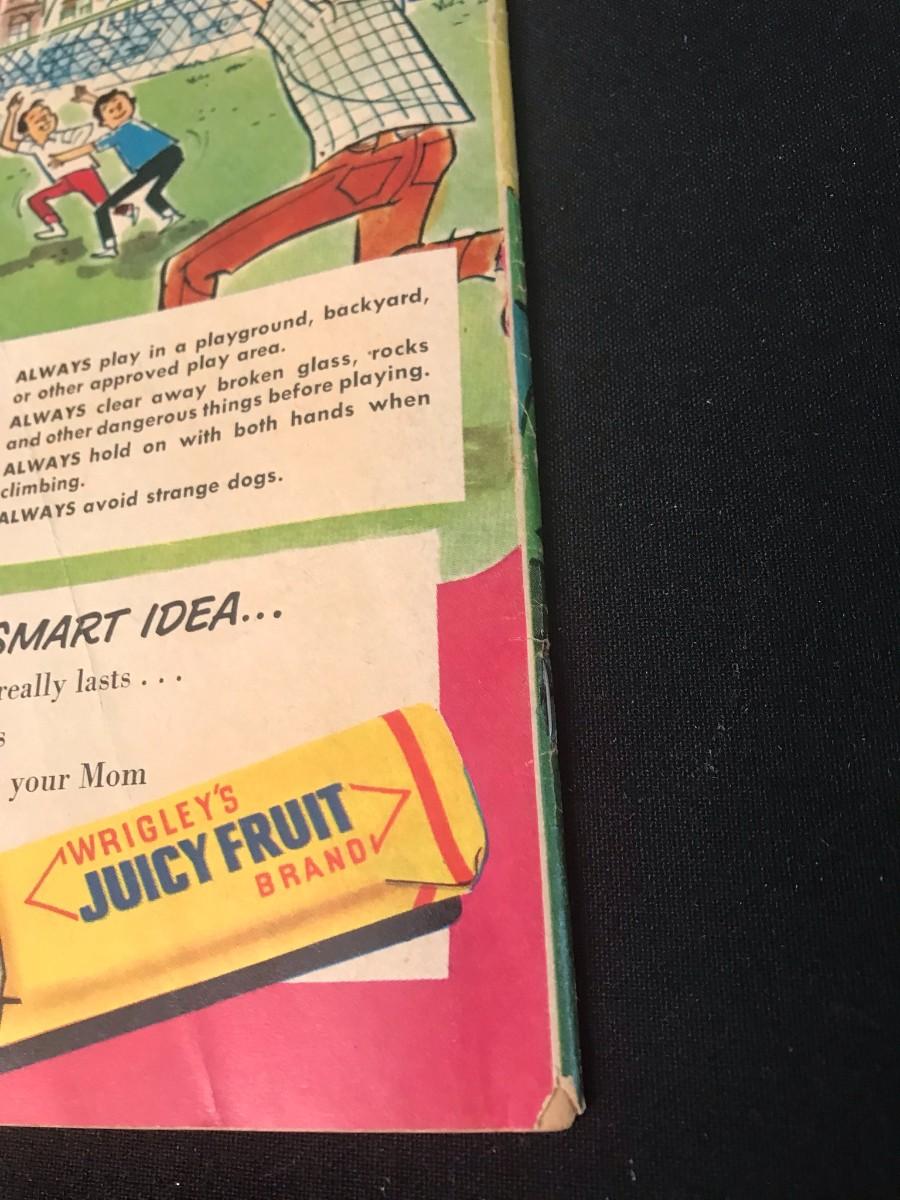 ALWAYS play in a playground, backyard,
or other approved play area.
ALWAYS clear away broken glass, rocks
and other dangerous things before playing.
ALWAYS hold on with both hands when
climbing.
ALWAYS avoid strange dogs.
SMART IDEA...
really lasts . . .
s
your Mom
WRIGLEY'S
JUICY FRUIT
BRAND